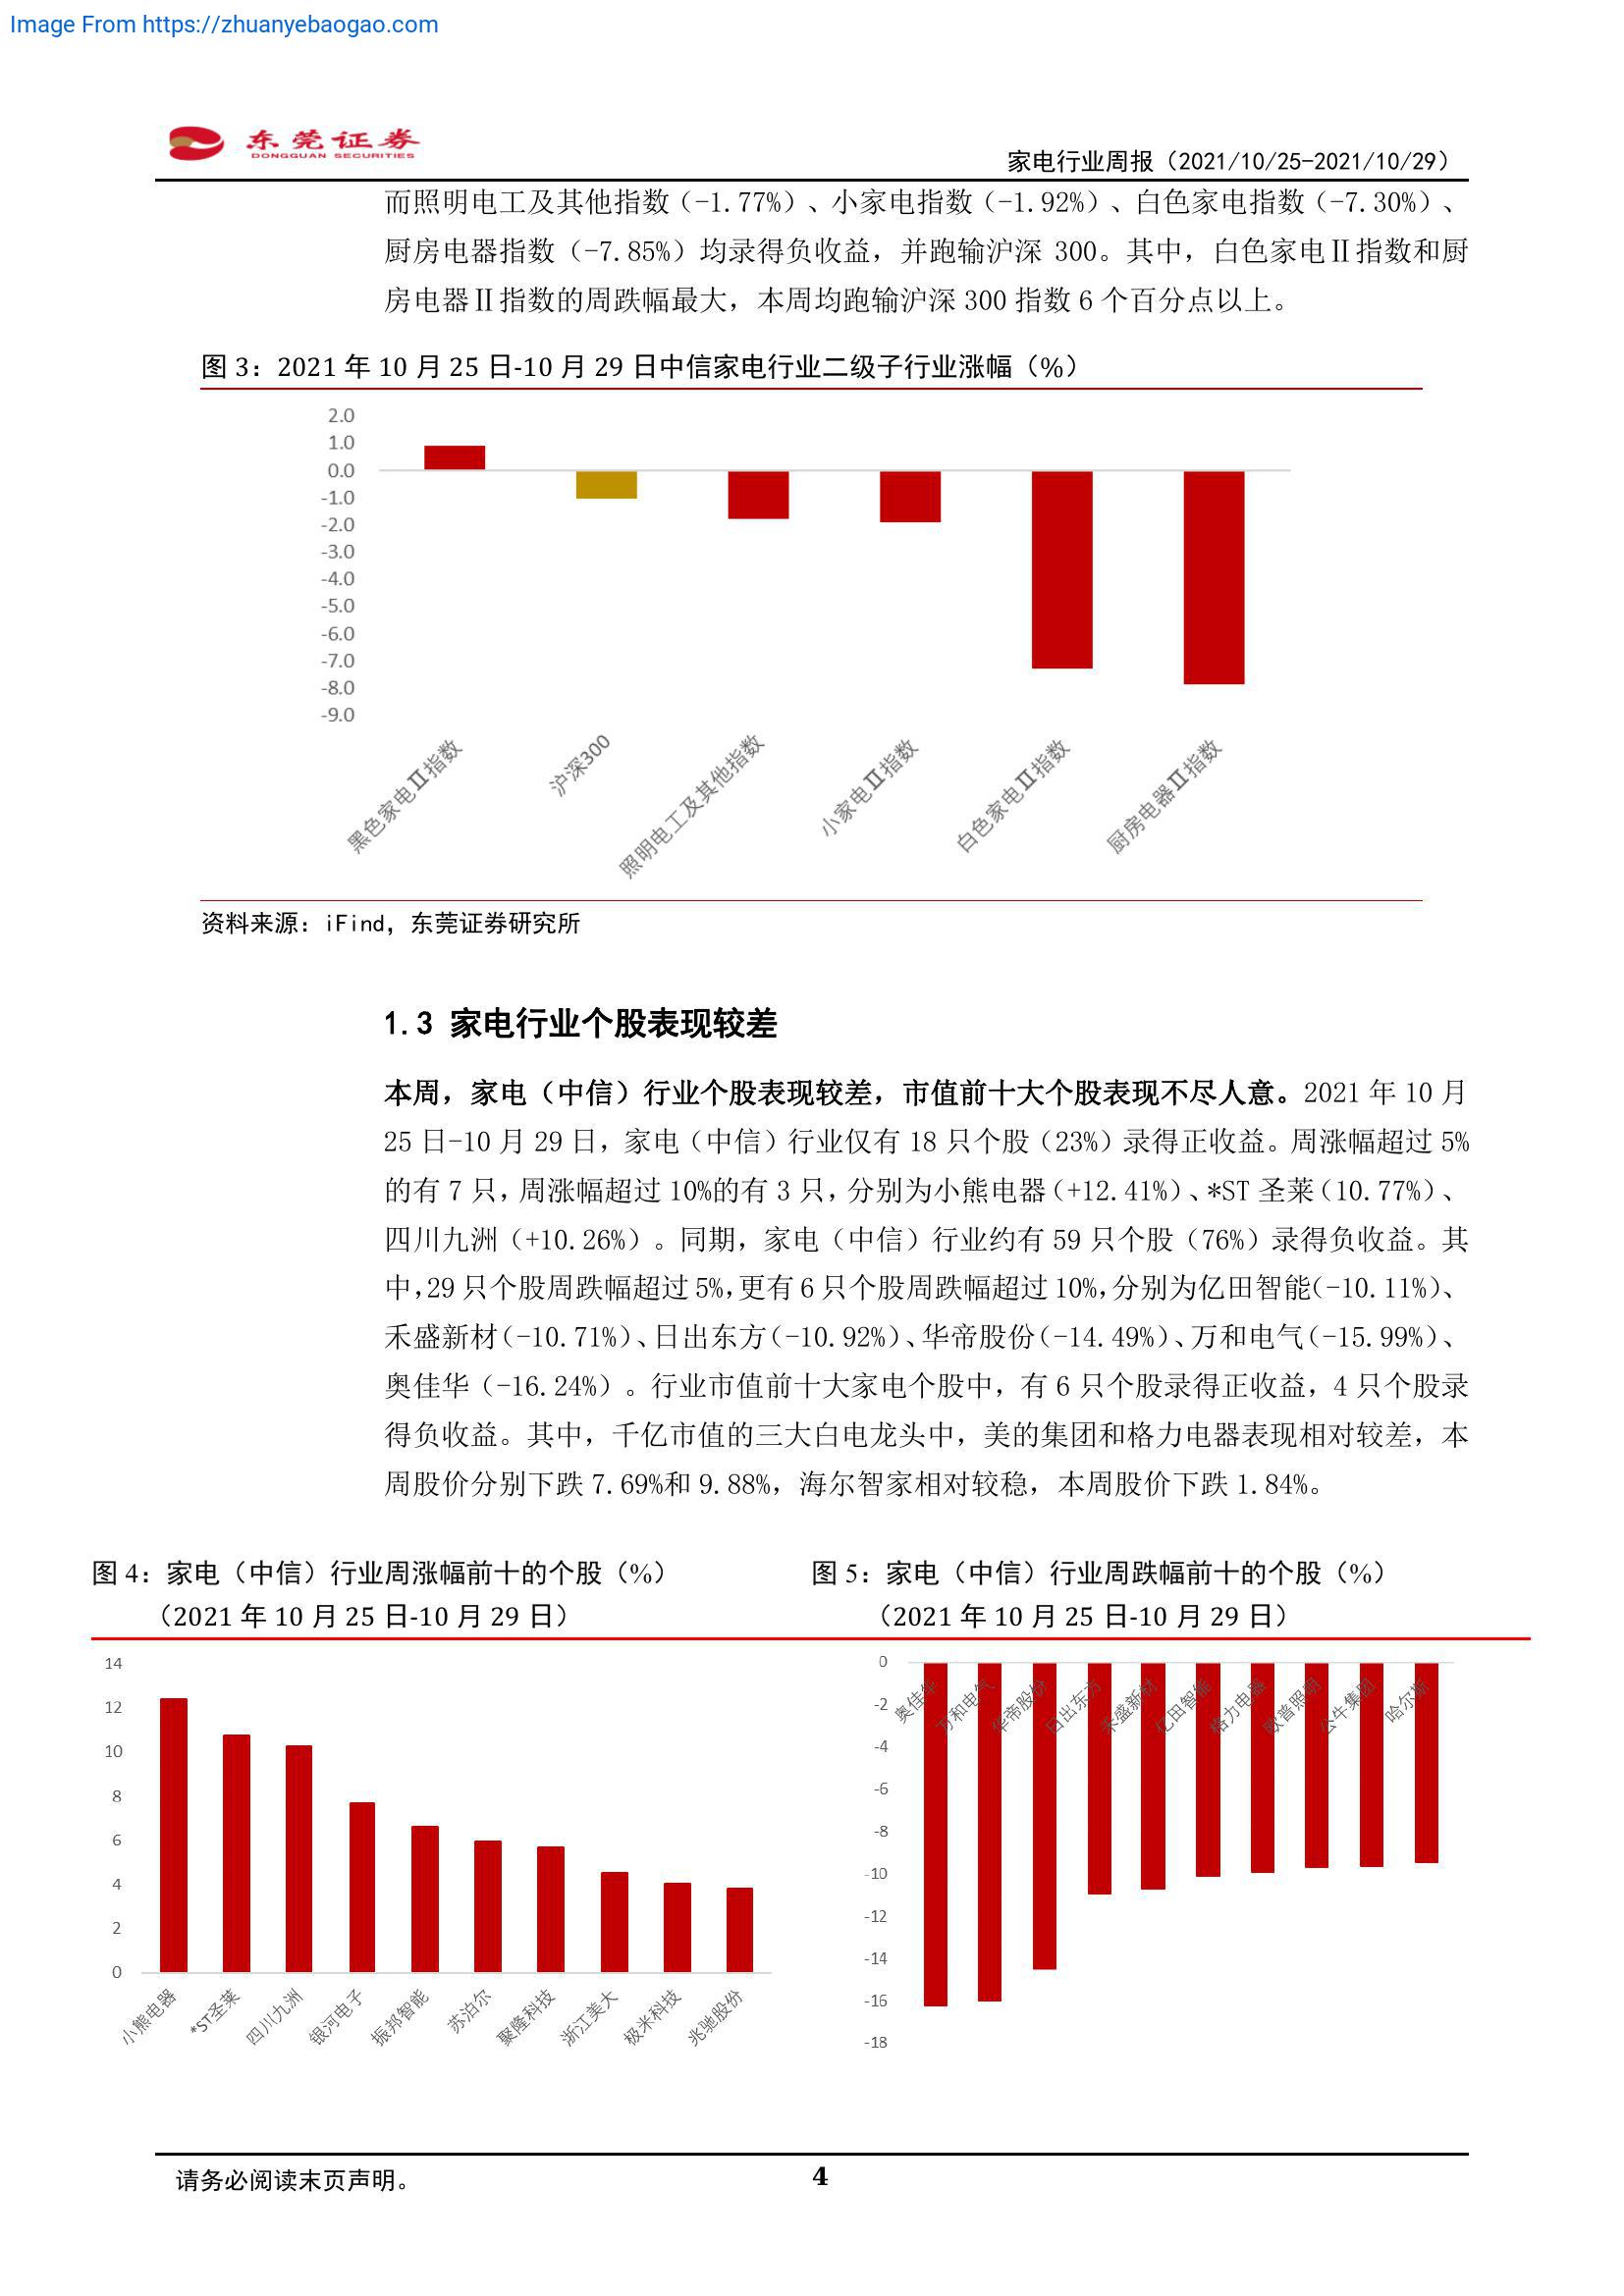 Image From https://zhuanyebaogao.com
东莞证券
DONGGUAN SECURITIES
家电行业周报（2021/10/25-2021/10/29）
而照明电工及其他指数（-1.77%）、小家电指数（-1.92%）、白色家电指数（-7.30%）、
厨房电器指数（-7.85%）均录得负收益，并跑输沪深 300。其中，白色家电Ⅱ指数和厨
房电器Ⅱ指数的周跌幅最大，本周均跑输沪深 300 指数 6 个百分点以上。
图 3：2021 年 10 月 25 日-10 月 29 日中信家电行业二级子行业涨幅（%）
2.0
1.0
0.0
-1.0
-2.0
-3.0
-4.0
-5.0
-6.0
-7.0
-8.0
-9.0
黑色家电Ⅱ指数
沪深300
照明电工及其他指数
小家电Ⅱ指数
白色家电Ⅱ指数
厨房电器Ⅱ指数
资料来源：iFind，东莞证券研究所
1.3 家电行业个股表现较差
本周，家电（中信）行业个股表现较差，市值前十大个股表现不尽人意。2021 年 10 月
25 日-10 月 29 日，家电（中信）行业仅有 18 只个股（23%）录得正收益。周涨幅超过 5%
的有 7 只，周涨幅超过 10%的有 3 只，分别为小熊电器（+12.41%）、*ST 圣莱（10.77%）、
四川九洲（+10.26%）。同期，家电（中信）行业约有 59 只个股（76%）录得负收益。其
中，29 只个股周跌幅超过 5%，更有 6 只个股周跌幅超过 10%，分别为亿田智能（-10.11%）、
禾盛新材（-10.71%）、日出东方（-10.92%）、华帝股份（-14.49%）、万和电气（-15.99%）、
奥佳华（-16.24%）。行业市值前十大家电个股中，有 6 只个股录得正收益，4 只个股录
得负收益。其中，千亿市值的三大白电龙头中，美的集团和格力电器表现相对较差，本
周股价分别下跌 7.69%和 9.88%，海尔智家相对较稳，本周股价下跌 1.84%。
图 4：家电（中信）行业周涨幅前十的个股（%）
（2021 年 10 月 25 日-10 月 29 日）
14
12
10
8
6
4
2
0
小熊电器
*ST圣莱
四川九洲
银河电子
振邦智能
苏泊尔
聚隆科技
浙江美大
极米科技
兆驰股份
图 5：家电（中信）行业周跌幅前十的个股（%）
（2021 年 10 月 25 日-10 月 29 日）
0
-2
-4
-6
-8
-10
-12
-14
-16
-18
奥佳华
万和电气
华帝股份
日出东方
禾盛新材
亿田智能
格力电器
欧普照明
公牛集团
哈尔斯
请务必阅读末页声明。
4